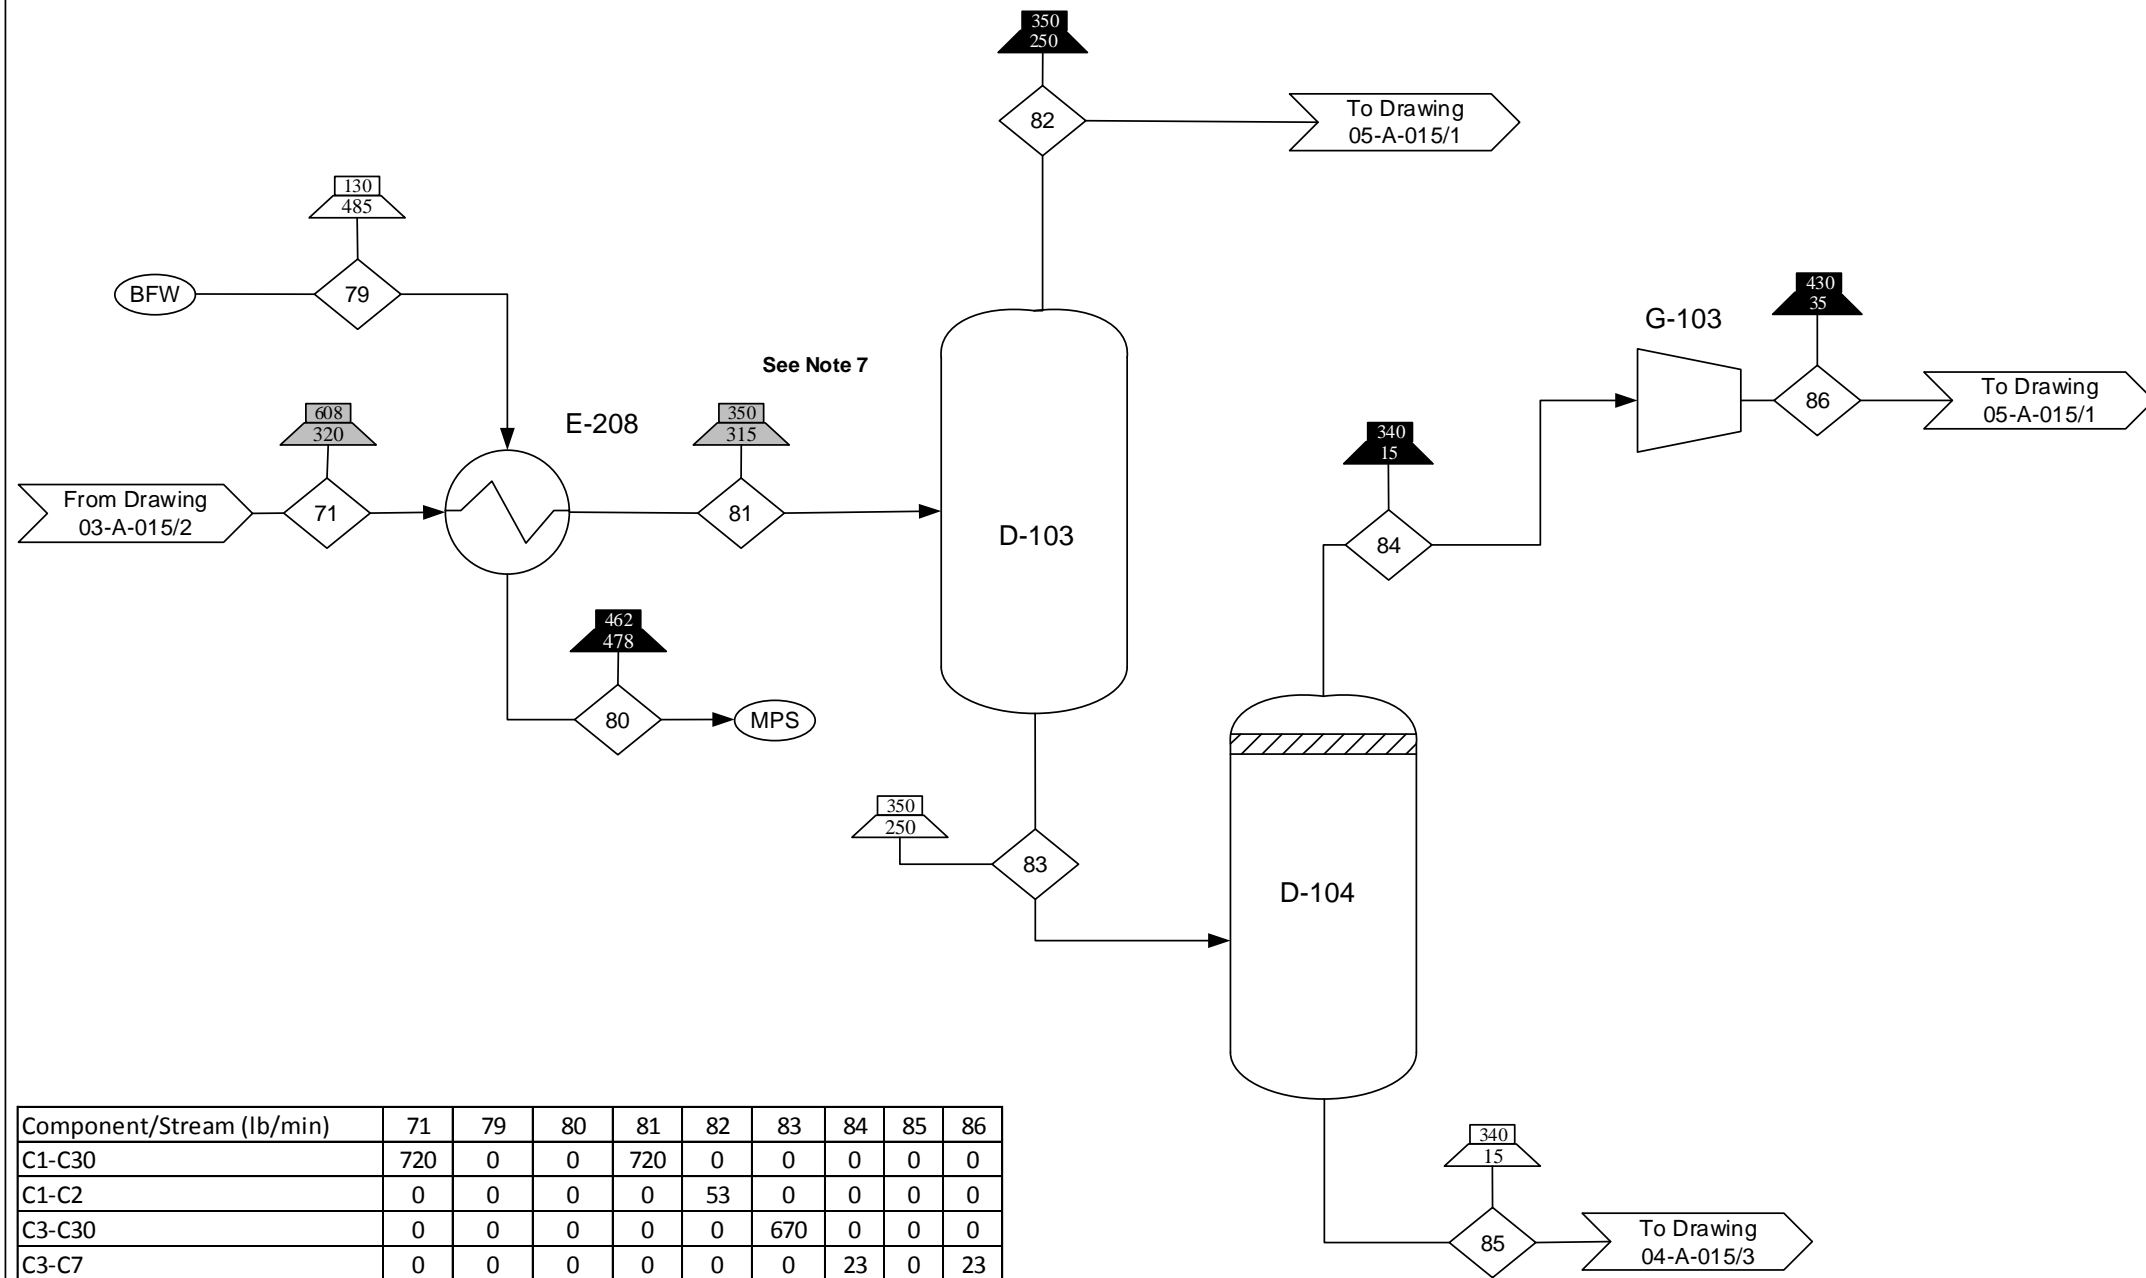 350
250
82
To Drawing
05-A-015/1
130
485
BFW
79
430
35
G-103
See Note 7
86
To Drawing
05-A-015/1
608
320
E-208
350
315
340
15
From Drawing
03-A-015/2
71
81
D-103
84
462
478
80
MPS
350
250
83
D-104
Component/Stream (lb/min) 71 79 80 81 82 83 84 85 86
C1-C30 720 0 0 720 0 0 0 0 0
C1-C2 0 0 0 0 53 0 0 0 0
C3-C30 0 0 0 0 0 670 0 0 0
C3-C7 0 0 0 0 0 0 23 0 23
340
15
85
To Drawing
04-A-015/3